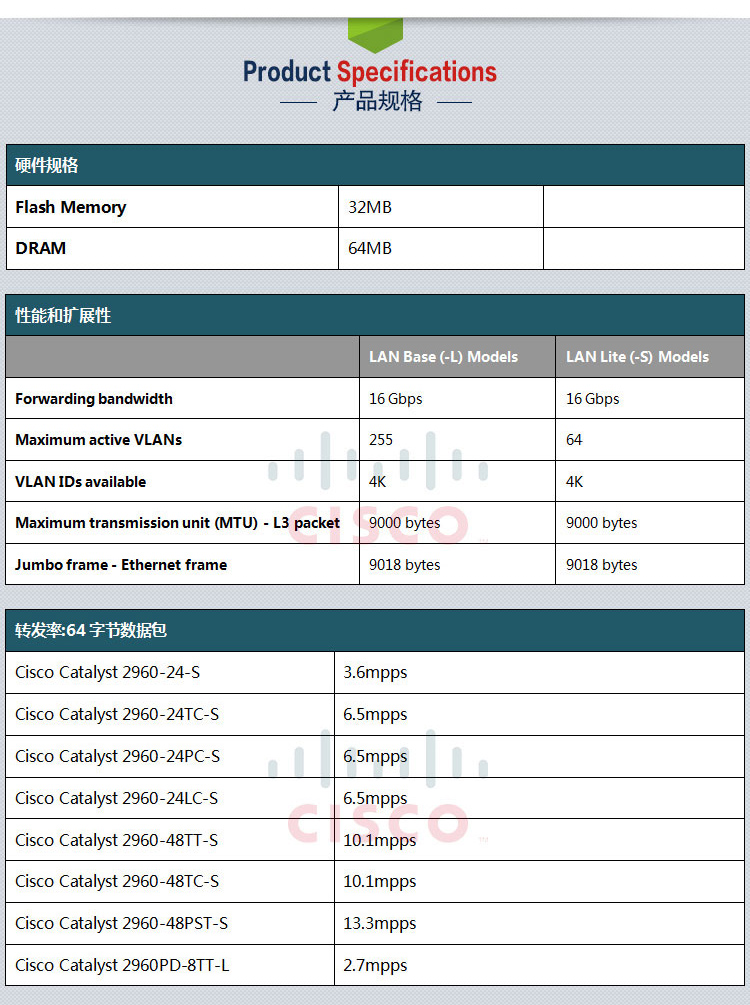 Product Specifications
产品规格
硬件规格
Flash Memory 32MB
DRAM 64MB
性能和扩展性
LAN Base (-L) Models LAN Lite (-S) Models
Forwarding bandwidth 16 Gbps 16 Gbps
Maximum active VLANs 255 64
VLAN IDs available 4K 4K
Maximum transmission unit (MTU) - L3 packet 9000 bytes 9000 bytes
CISCO™
Jumbo frame - Ethernet frame 9018 bytes 9018 bytes
转发率:64 字节数据包
Cisco Catalyst 2960-24-S 3.6mpps
Cisco Catalyst 2960-24TC-S 6.5mpps
Cisco Catalyst 2960-24PC-S 6.5mpps
Cisco Catalyst 2960-24LC-S 6.5mpps
CISCO™
Cisco Catalyst 2960-48TT-S 10.1mpps
Cisco Catalyst 2960-48TC-S 10.1mpps
Cisco Catalyst 2960-48PST-S 13.3mpps
Cisco Catalyst 2960PD-8TT-L 2.7mpps